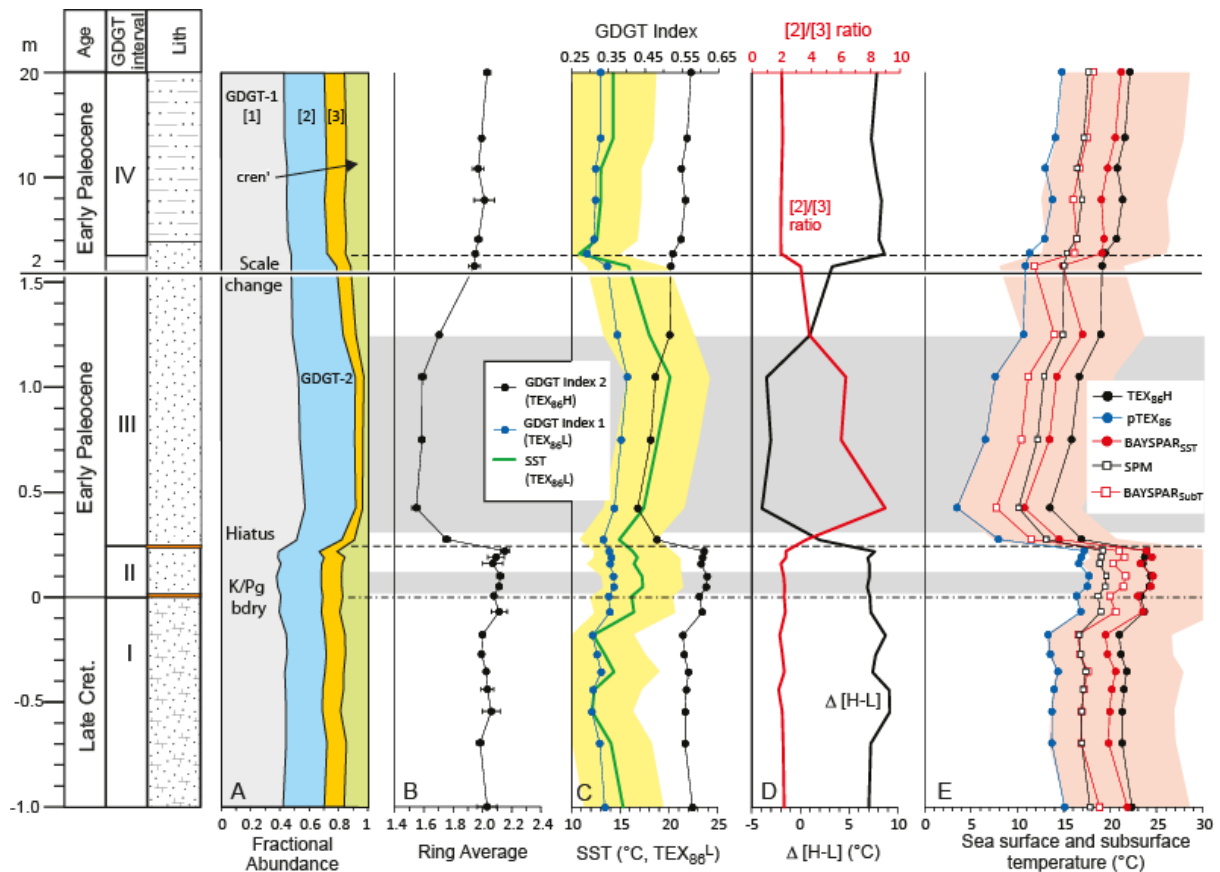 m
Age
GDGT interval
Lith
GDGT Index
0.25 0.35 0.45 0.55 0.65
[2]/[3] ratio
0 2 4 6 8 10
20
10
2
1.5
1.0
0.5
0
-0.5
-1.0
Early Paleocene
Early Paleocene
Late Cret.
IV
III
II
I
GDGT-1
[1]
[2]
[3]
cren'
Scale
change
GDGT-2
Hiatus
K/Pg
bdry
[2]/[3]
ratio
GDGT Index 2
(TEX86H)
GDGT Index 1
(TEX86L)
SST
(TEX86L)
TEX86H
pTEX86
BAYSPARSST
SPM
BAYSPARSubT
Δ [H-L]
A
B
C
D
E
0 0.2 0.4 0.6 0.8 1
Fractional
Abundance
1.4 1.6 2.0 2.2 2.4
Ring Average
10 15 20 25
SST (°C, TEX86L)
-5 0 5 10
Δ [H-L] (°C)
0 5 10 15 20 25 30
Sea surface and subsurface
temperature (°C)